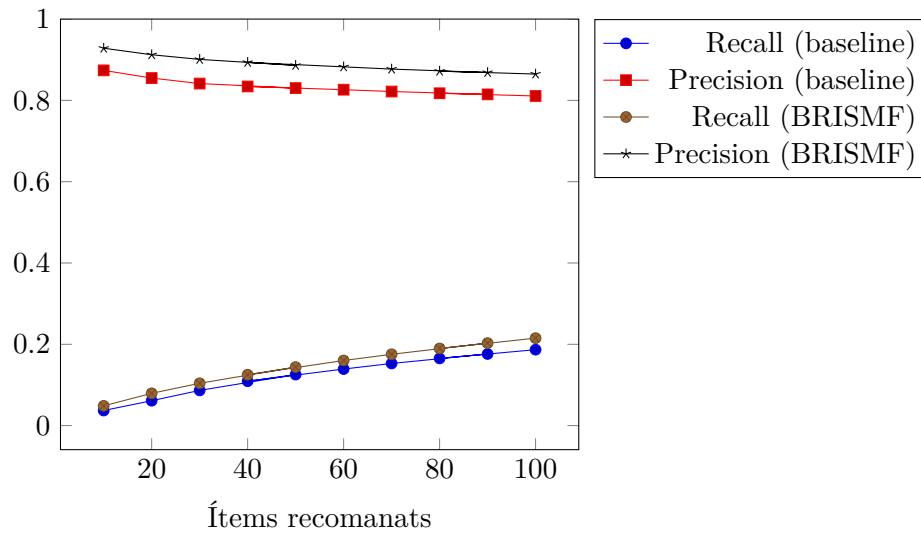 1
0.8
0.6
0.4
0.2
0
20 40 60 80 100
Ítems recomanats
Recall (baseline)
Precision (baseline)
Recall (BRISMF)
Precision (BRISMF)